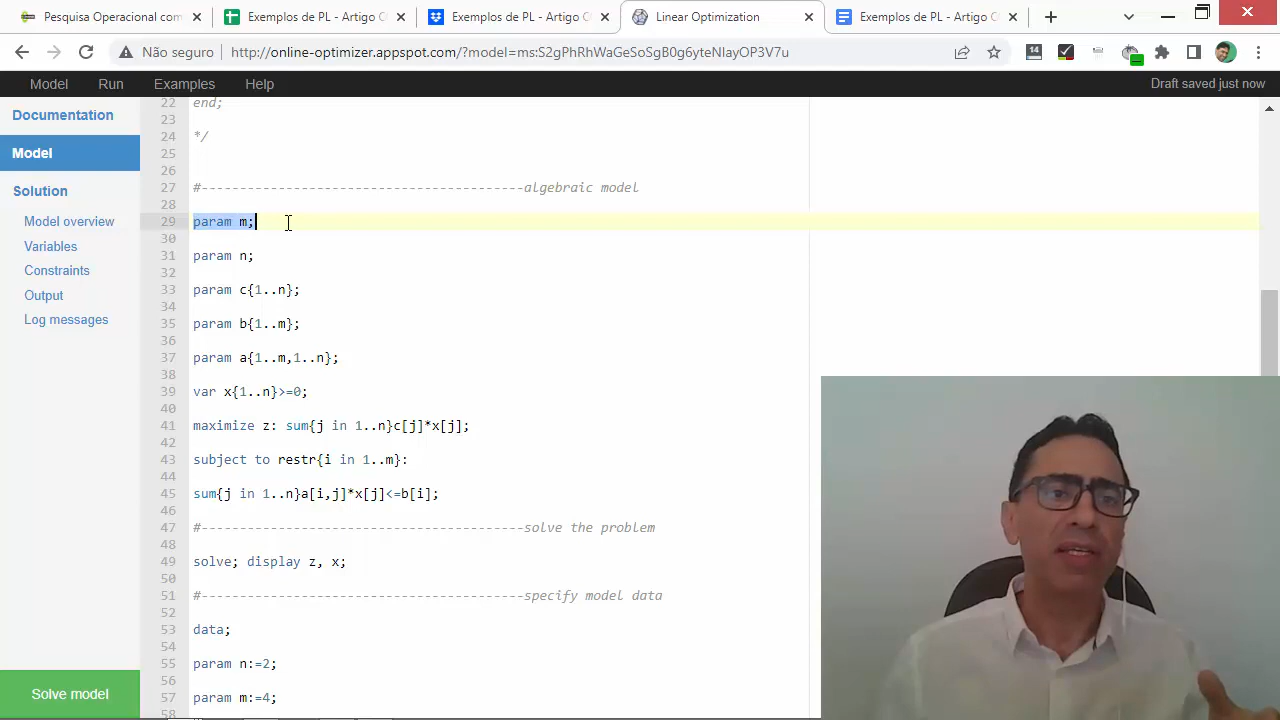 Pesquisa Operacional com
Exemplos de PL - Artigo C
Exemplos de PL - Artigo C
Linear Optimization
Exemplos de PL - Artigo C
Não seguro
http://online-optimizer.appspot.com/?model=ms:S2gPhRhWaGeSoSgB0g6yteNIayOP3V7u
14
Model Run Examples Help
Draft saved just now
Documentation
Model
Solution
Model overview
Variables
Constraints
Output
Log messages
Solve model
22 end;
23
24 */
25
26
27 #------------------------------------------algebraic model
28
29 param m;
30
31 param n;
32
33 param c{1..n};
34
35 param b{1..m};
36
37 param a{1..m,1..n};
38
39 var x{1..n}>=0;
40
41 maximize z: sum{j in 1..n}c[j]*x[j];
42
43 subject to restr{i in 1..m}:
44
45 sum{j in 1..n}a[i,j]*x[j]<=b[i];
46
47 #------------------------------------------solve the problem
48
49 solve; display z, x;
50
51 #------------------------------------------specify model data
52
53 data;
54
55 param n:=2;
56
57 param m:=4;
58